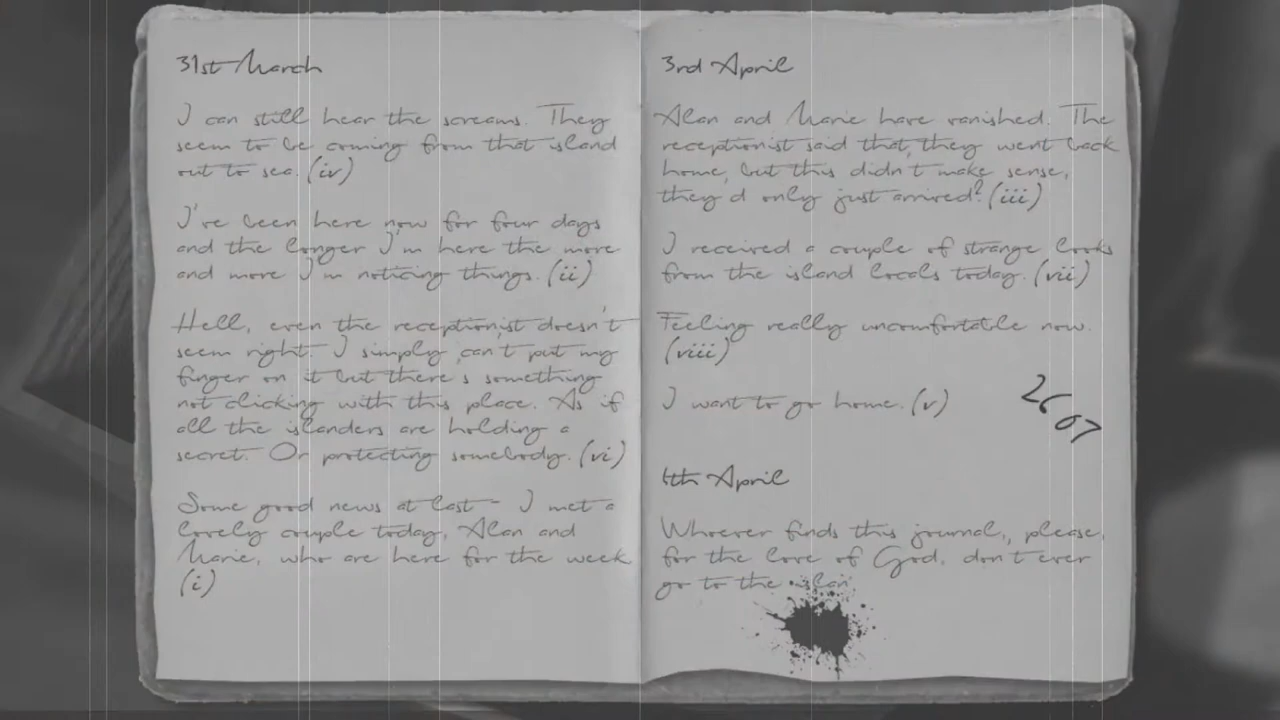 31st March
I can still hear the screams. They
seem to be coming from that island
out to sea. (iv)
I've been here now for four days
and the longer I'm here the more
and more I'm noticing things. (ii)
Hell, even the receptionist doesn't
seem right. I simply can't put my
finger on it but there's something
not clicking with this place. As if
all the islanders are holding a
secret. Or protecting somebody. (vi)
Some good news at last - I met a
lovely couple today, Alan and
Marie, who are here for the week
(i)
3rd April
Alan and Marie have vanished. The
receptionist said that they went back
home, but this didn't make sense,
they'd only just arrived? (iii)
I received a couple of strange looks
from the island locals today. (vii)
Feeling really uncomfortable now.
(viii)
I want to go home. (v)
2607
April
Whoever finds this journal, please,
for the love of God, don't ever
go to the islan